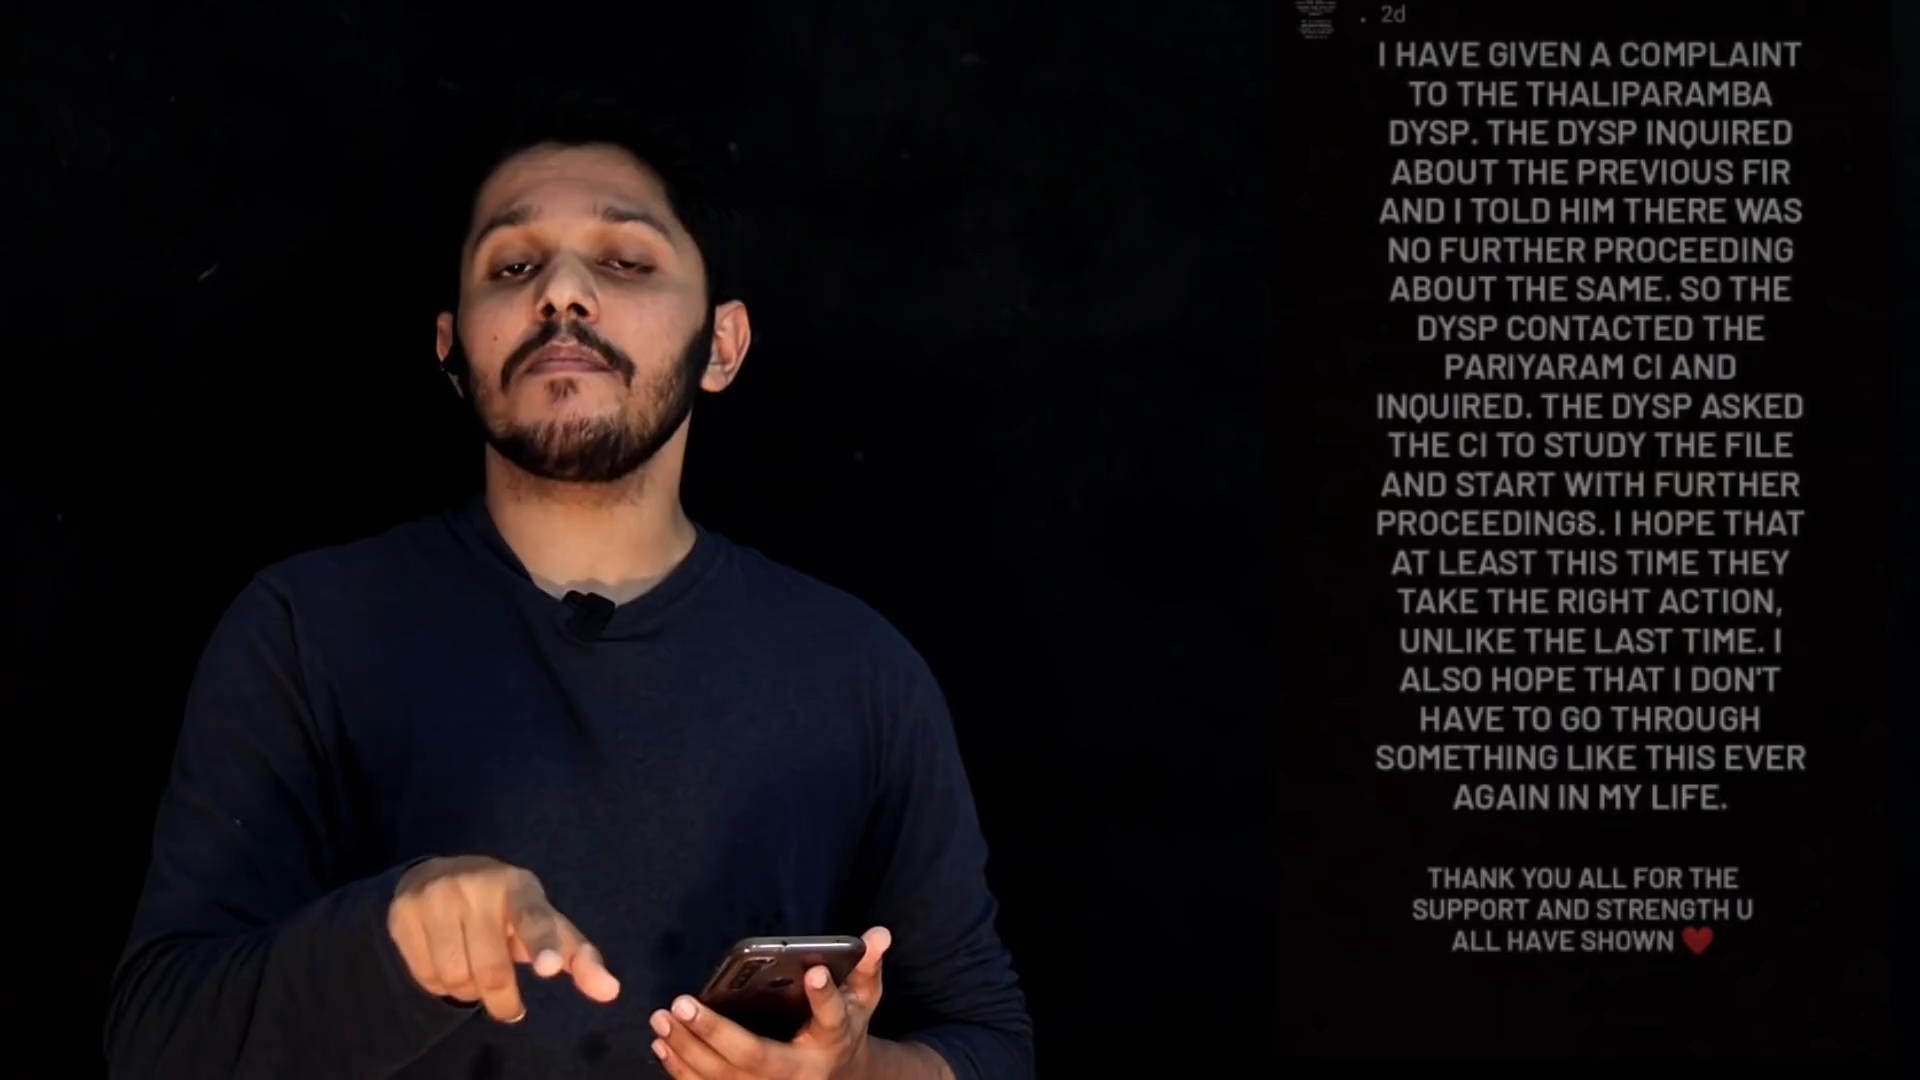 . 2d
I HAVE GIVEN A COMPLAINT
TO THE THALIPARAMBA
DYSP. THE DYSP INQUIRED
ABOUT THE PREVIOUS FIR
AND I TOLD HIM THERE WAS
NO FURTHER PROCEEDING
ABOUT THE SAME. SO THE
DYSP CONTACTED THE
PARIYARAM CI AND
INQUIRED. THE DYSP ASKED
THE CI TO STUDY THE FILE
AND START WITH FURTHER
PROCEEDINGS. I HOPE THAT
AT LEAST THIS TIME THEY
TAKE THE RIGHT ACTION,
UNLIKE THE LAST TIME. I
ALSO HOPE THAT I DON'T
HAVE TO GO THROUGH
SOMETHING LIKE THIS EVER
AGAIN IN MY LIFE.
THANK YOU ALL FOR THE
SUPPORT AND STRENGTH U
ALL HAVE SHOWN ❤️